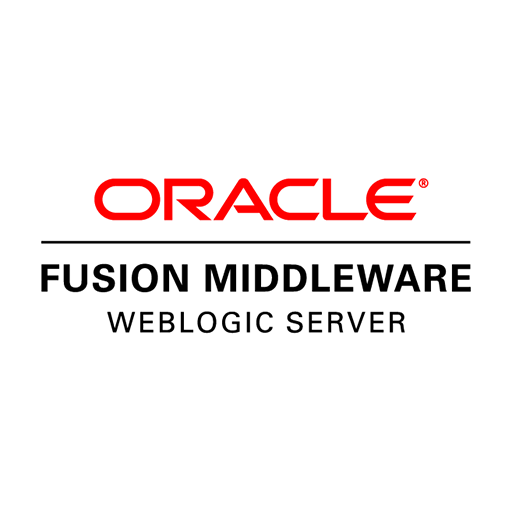 ORACLE®
FUSION MIDDLEWARE
WEBLOGIC SERVER